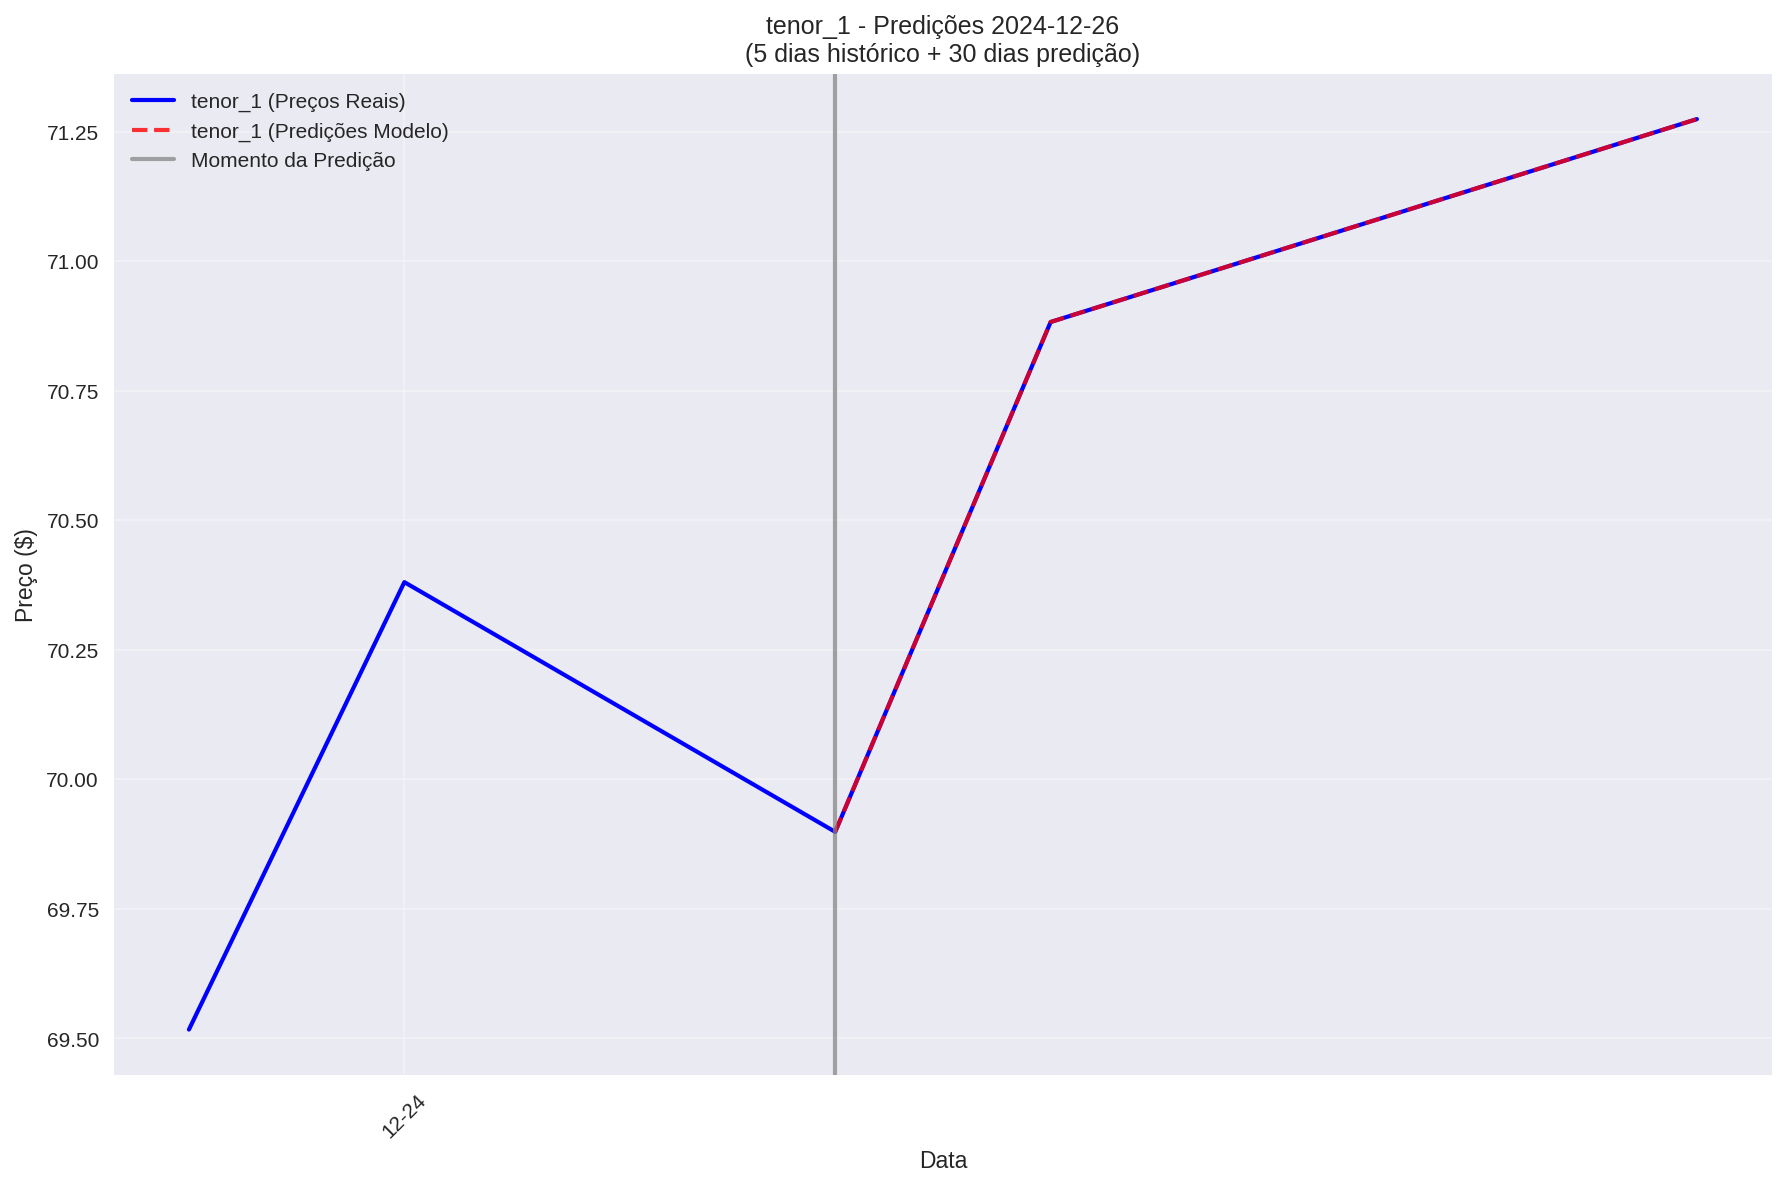 tenor_1 - Predições 2024-12-26
(5 dias histórico + 30 dias predição)
tenor_1 (Preços Reais)
tenor_1 (Predições Modelo)
Momento da Predição
Preço ($)
71.25
71.00
70.75
70.50
70.25
70.00
69.75
69.50
12-24
Data